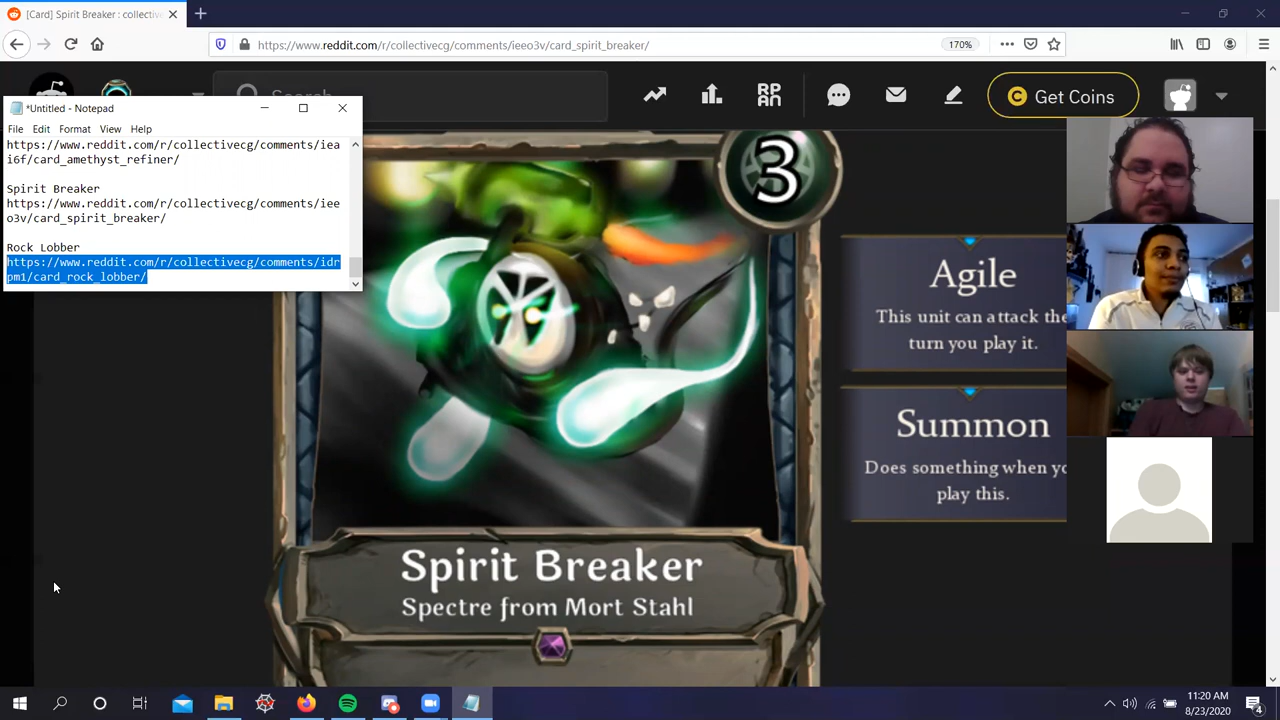 [Card] Spirit Breaker : collectiv
https://www.reddit.com/r/collectivecg/comments/ieeo3v/card_spirit_breaker/
170%
Search
RP
AN
C Get Coins
*Untitled - Notepad
File Edit Format View Help
https://www.reddit.com/r/collectivecg/comments/iea
i6f/card_amethyst_refiner/
Spirit Breaker
https://www.reddit.com/r/collectivecg/comments/iee
o3v/card_spirit_breaker/
Rock Lobber
https://www.reddit.com/r/collectivecg/comments/idr
pm1/card_rock_lobber/
3
Agile
This unit can attack the
turn you play it.
Summon
Does something when yo
play this.
Spirit Breaker
Spectre from Mort Stahl
11:20 AM
8/23/2020
4